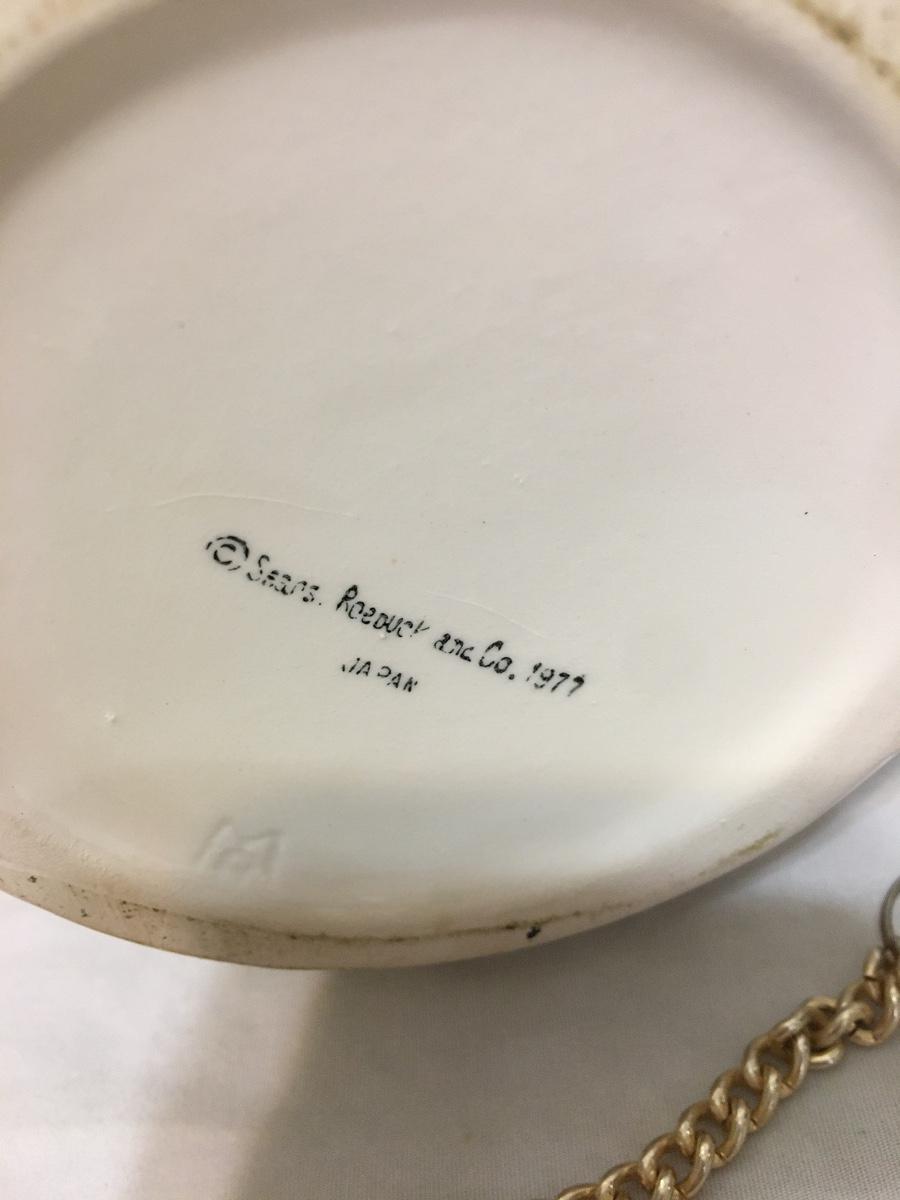 © Sears, Roebuck and Co. 1977
JAPAN